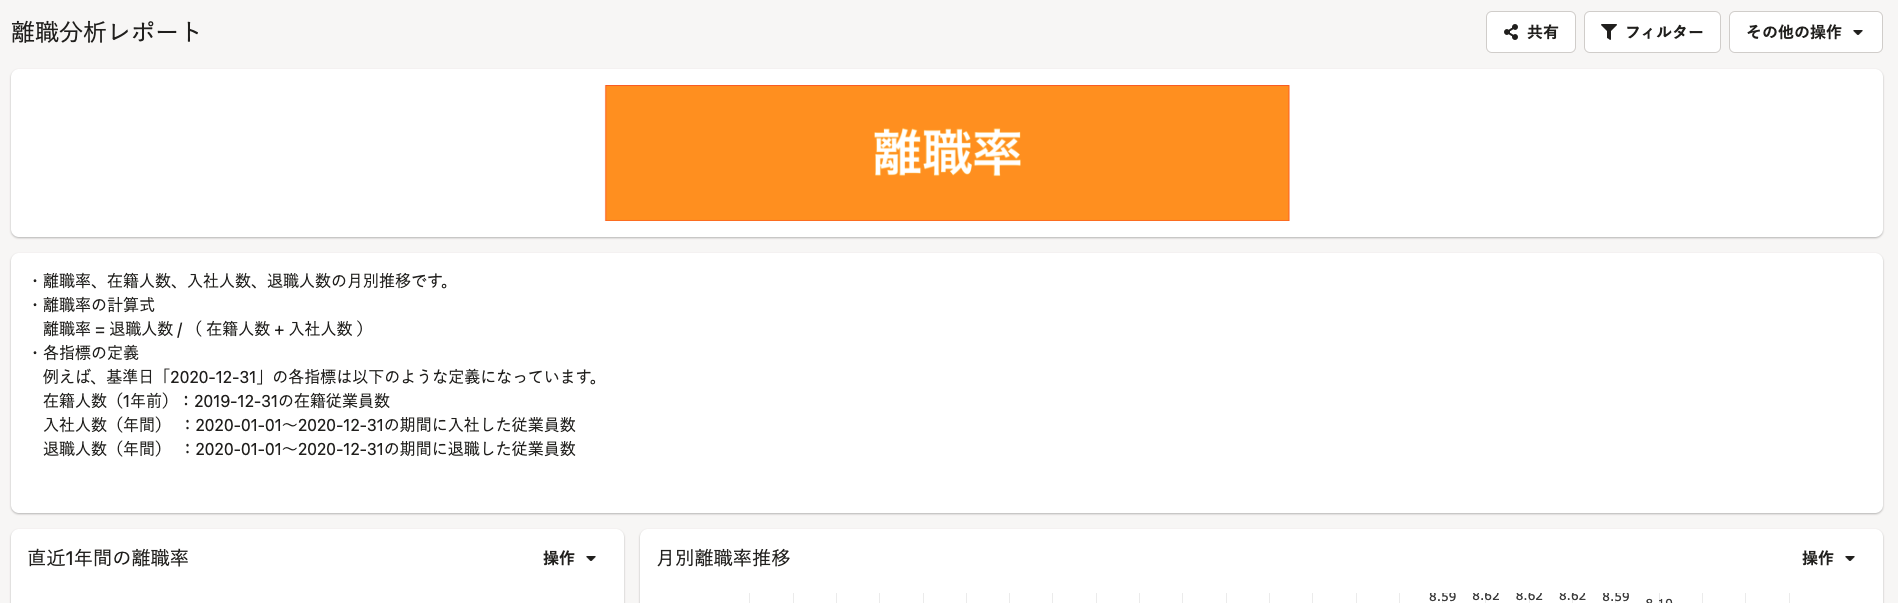 離職分析レポート
共有
フィルター
その他の操作
離職率
・離職率、在籍人数、入社人数、退職人数の月別推移です。
・離職率の計算式
離職率 = 退職人数 / （ 在籍人数 + 入社人数 ）
・各指標の定義
例えば、基準日「2020-12-31」の各指標は以下のような定義になっています。
在籍人数（1年前）：2019-12-31の在籍従業員数
入社人数（年間）　：2020-01-01〜2020-12-31の期間に入社した従業員数
退職人数（年間）　：2020-01-01〜2020-12-31の期間に退職した従業員数
直近1年間の離職率
操作
月別離職率推移
操作
8.59 8.62 8.62 8.62 8.59